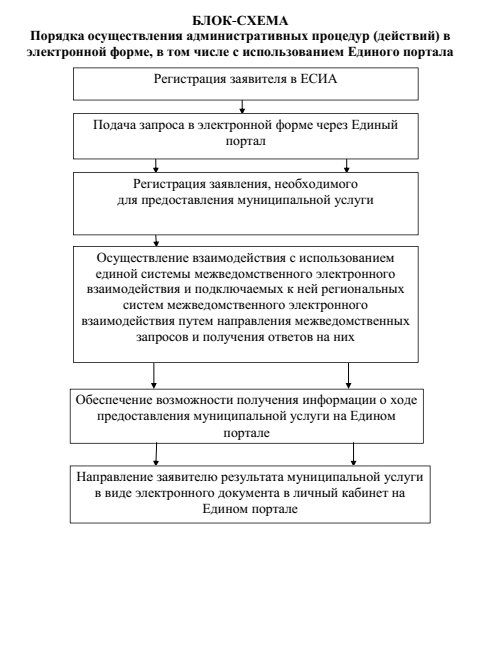 БЛОК-СХЕМА
Порядка осуществления административных процедур (действий) в
электронной форме, в том числе с использованием Единого портала
Регистрация заявителя в ЕСИА
Подача запроса в электронной форме через Единый
портал
Регистрация заявления, необходимого
для предоставления муниципальной услуги
Осуществление взаимодействия с использованием
единой системы межведомственного электронного
взаимодействия и подключаемых к ней региональных
систем межведомственного электронного
взаимодействия путем направления межведомственных
запросов и получения ответов на них
Обеспечение возможности получения информации о ходе
предоставления муниципальной услуги на Едином
портале
Направление заявителю результата муниципальной услуги
в виде электронного документа в личный кабинет на
Едином портале